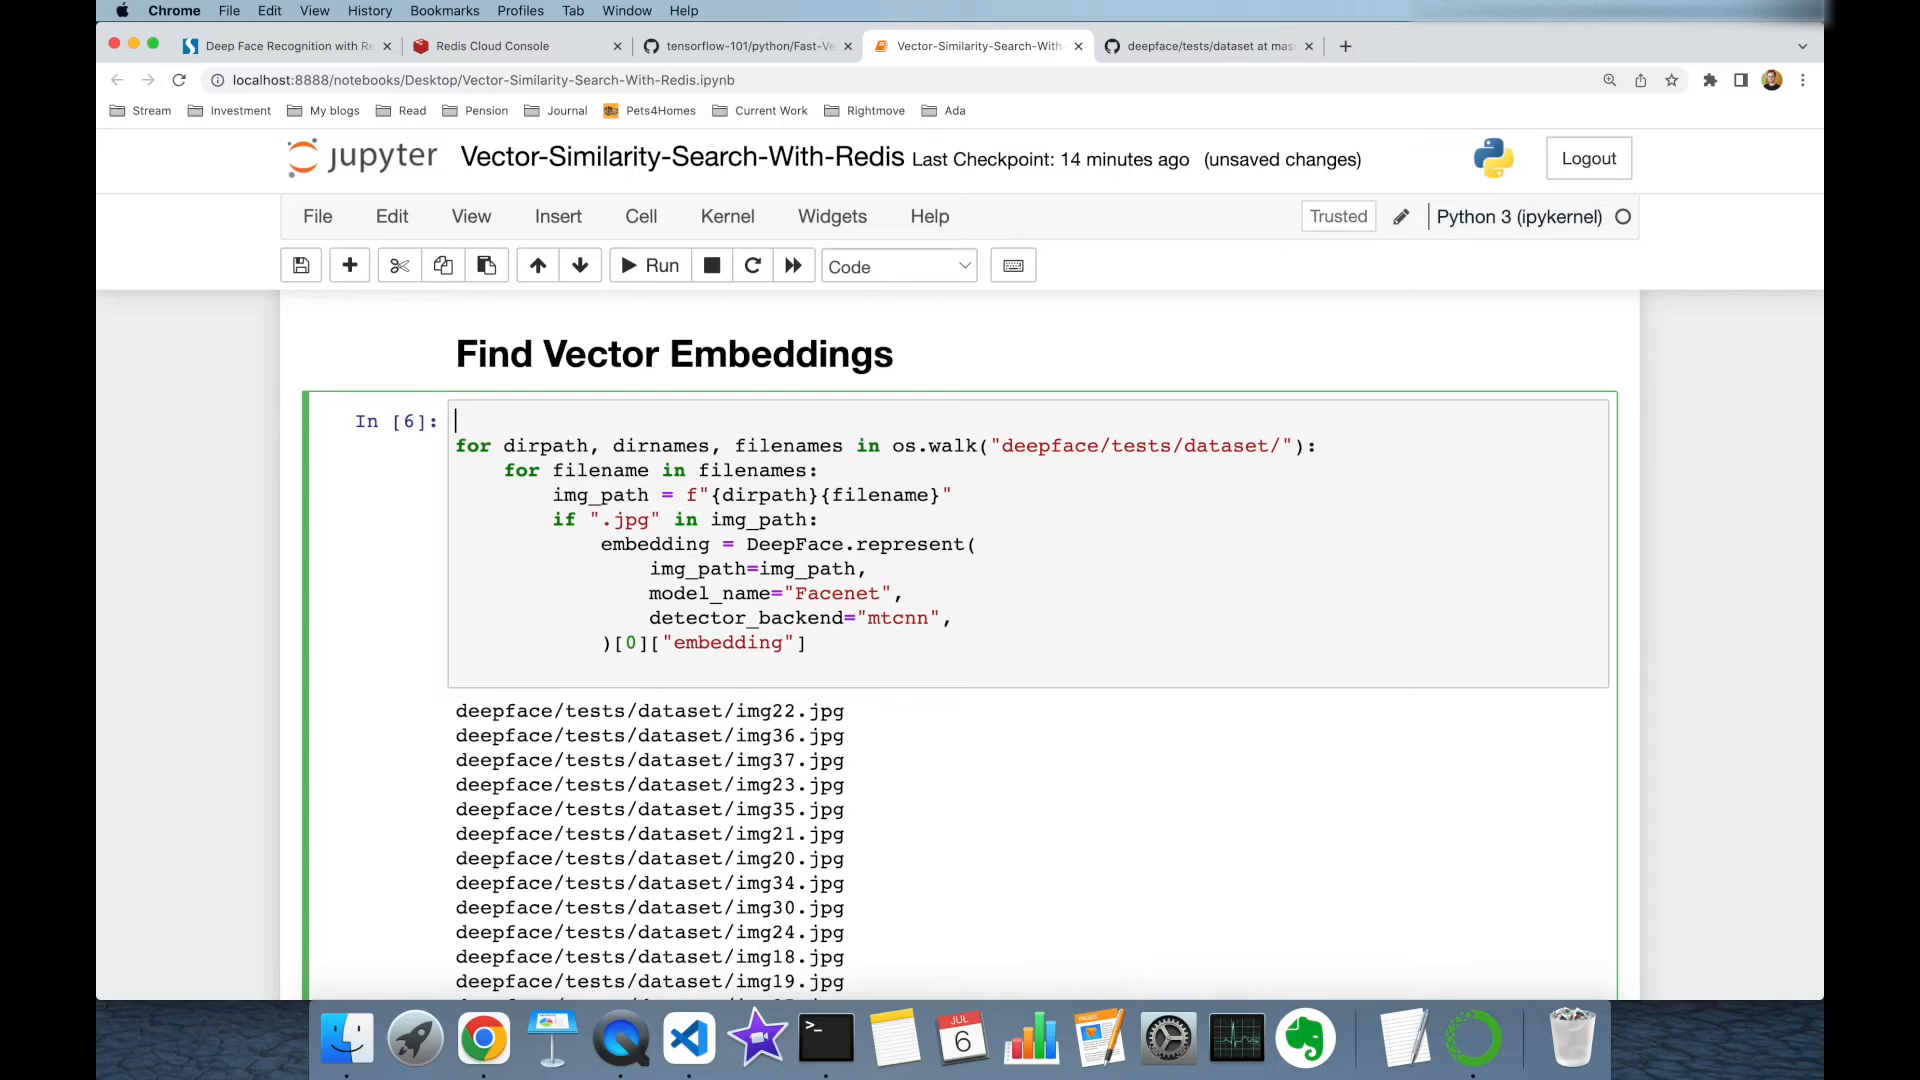 Chrome File Edit View History Bookmarks Profiles Tab Window Help
Deep Face Recognition with Re
Redis Cloud Console
tensorflow-101/python/Fast-Ve
Vector-Similarity-Search-With-
deepface/tests/dataset at mas
localhost:8888/notebooks/Desktop/Vector-Similarity-Search-With-Redis.ipynb
Stream Investment My blogs Read Pension Journal Pets4Homes Current Work Rightmove Ada
jupyter Vector-Similarity-Search-With-Redis Last Checkpoint: 14 minutes ago (unsaved changes) Logout
File Edit View Insert Cell Kernel Widgets Help Trusted Python 3 (ipykernel)
Run Code
Find Vector Embeddings
In [6]:
for dirpath, dirnames, filenames in os.walk("deepface/tests/dataset/"):
    for filename in filenames:
        img_path = f"{dirpath}{filename}"
        if ".jpg" in img_path:
            embedding = DeepFace.represent(
                img_path=img_path,
                model_name="Facenet",
                detector_backend="mtcnn",
            )[0]["embedding"]
deepface/tests/dataset/img22.jpg
deepface/tests/dataset/img36.jpg
deepface/tests/dataset/img37.jpg
deepface/tests/dataset/img23.jpg
deepface/tests/dataset/img35.jpg
deepface/tests/dataset/img21.jpg
deepface/tests/dataset/img20.jpg
deepface/tests/dataset/img34.jpg
deepface/tests/dataset/img30.jpg
deepface/tests/dataset/img24.jpg
deepface/tests/dataset/img18.jpg
deepface/tests/dataset/img19.jpg
JUL
6
PAGES